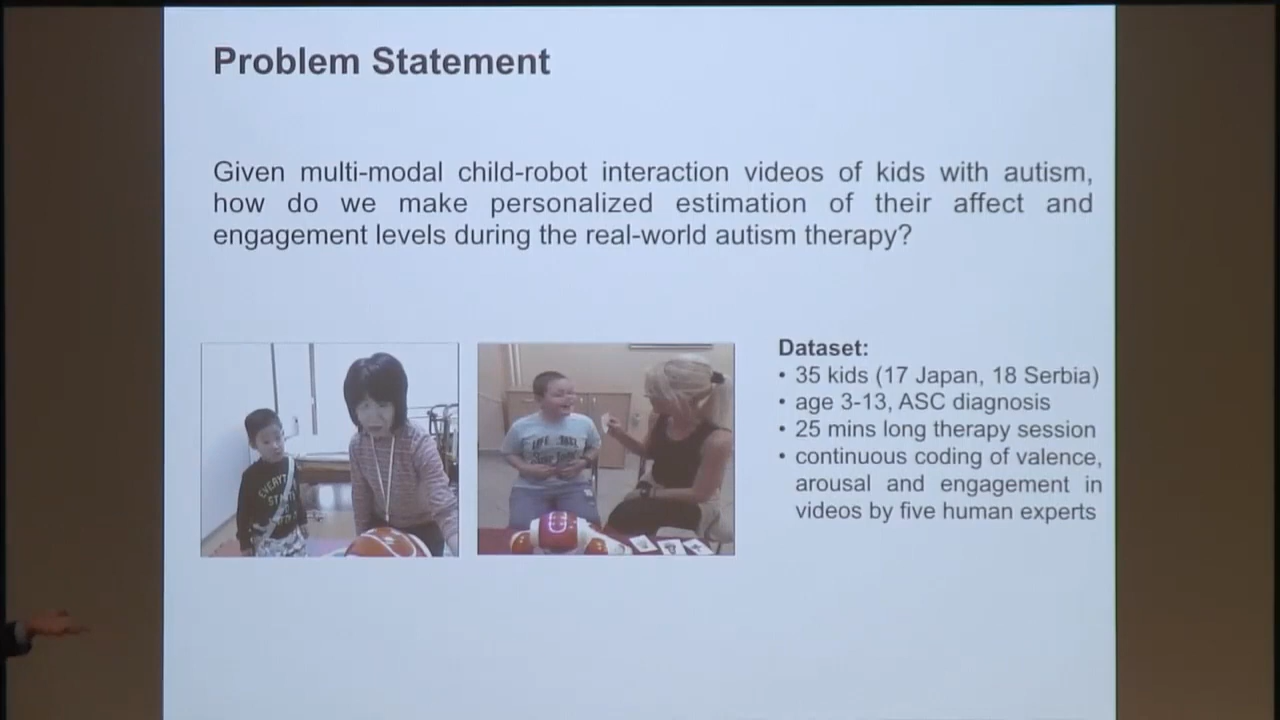 Problem Statement
Given multi-modal child-robot interaction videos of kids with autism,
how do we make personalized estimation of their affect and
engagement levels during the real-world autism therapy?
Dataset:
• 35 kids (17 Japan, 18 Serbia)
• age 3-13, ASC diagnosis
• 25 mins long therapy session
• continuous coding of valence,
arousal and engagement in
videos by five human experts